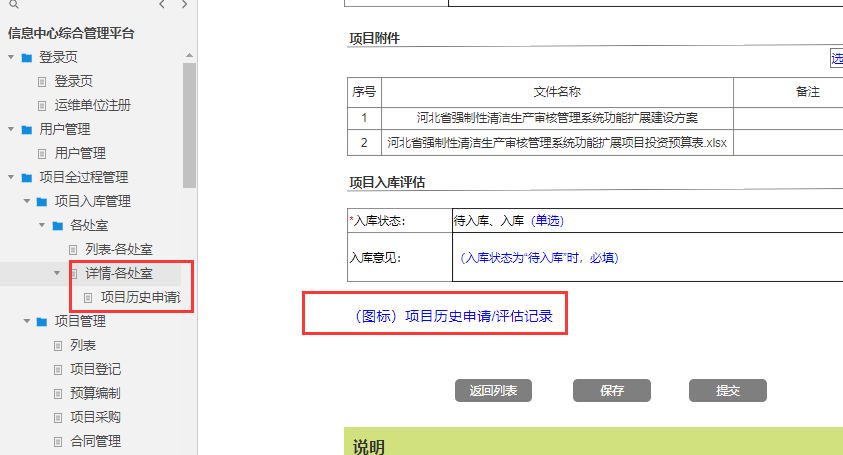 信息中心综合管理平台
登录页
登录页
运维单位注册
用户管理
用户管理
项目全过程管理
项目入库管理
各处室
列表-各处室
详情-各处室
项目历史申请
项目管理
列表
项目登记
预算编制
项目采购
合同管理
项目附件
选
序号 文件名称 备注
1 河北省强制性清洁生产审核管理系统功能扩展建设方案
2 河北省强制性清洁生产审核管理系统功能扩展项目投资预算表.xlsx
项目入库评估
*入库状态: 待入库、入库（单选）
入库意见: （入库状态为“待入库”时，必填）
（图标）项目历史申请/评估记录
返回列表 保存 提交
说明